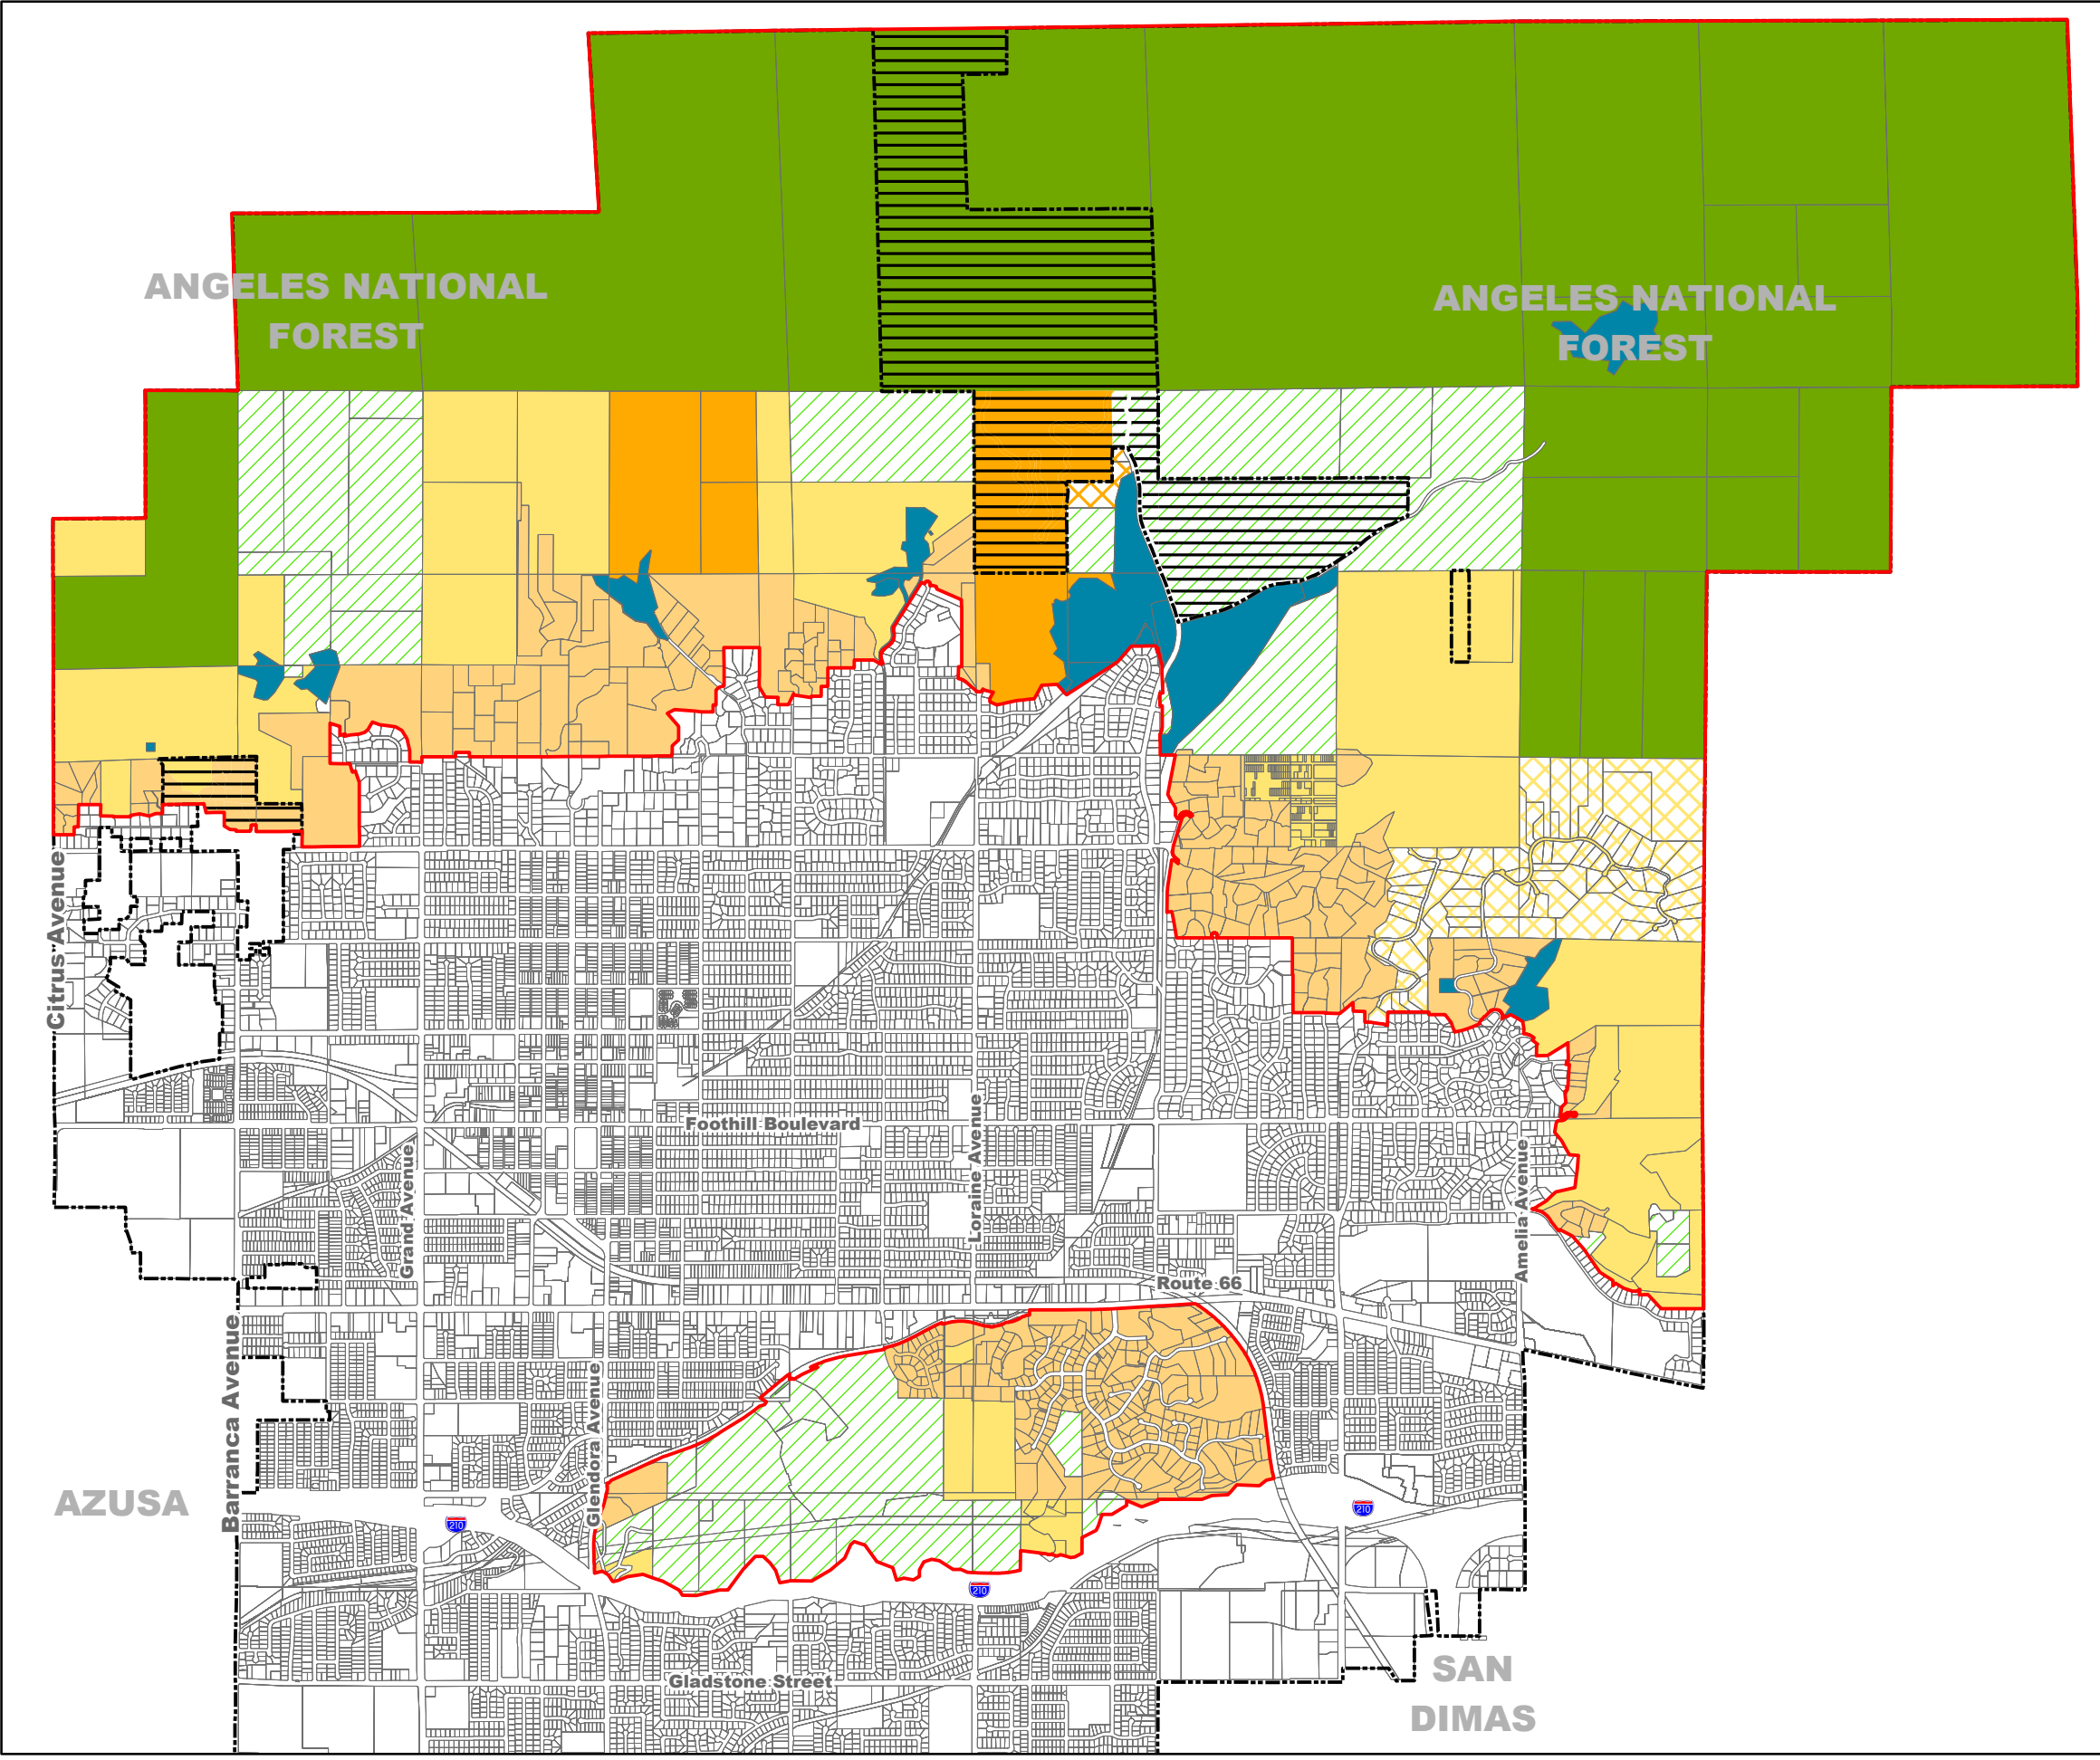 ANGELES NATIONAL
FOREST
ANGELES NATIONAL
FOREST
Citrus Avenue
Foothill Boulevard
Loraine Avenue
Grand Avenue
Amelia Avenue
Route 66
Barranca Avenue
Glendora Avenue
AZUSA
210
210
210
SAN
DIMAS
Gladstone Street